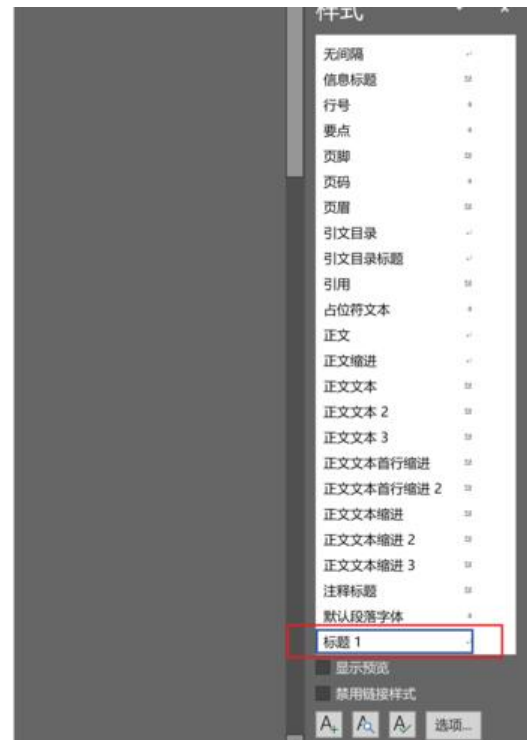 样式
无间隔
信息标题
行号
要点
页脚
页码
页眉
引文目录
引文目录标题
引用
占位符文本
正文
正文缩进
正文文本
正文文本 2
正文文本 3
正文文本首行缩进
正文文本首行缩进 2
正文文本缩进
正文文本缩进 2
正文文本缩进 3
注释标题
默认段落字体
标题 1
显示预览
禁用链接样式
选项...